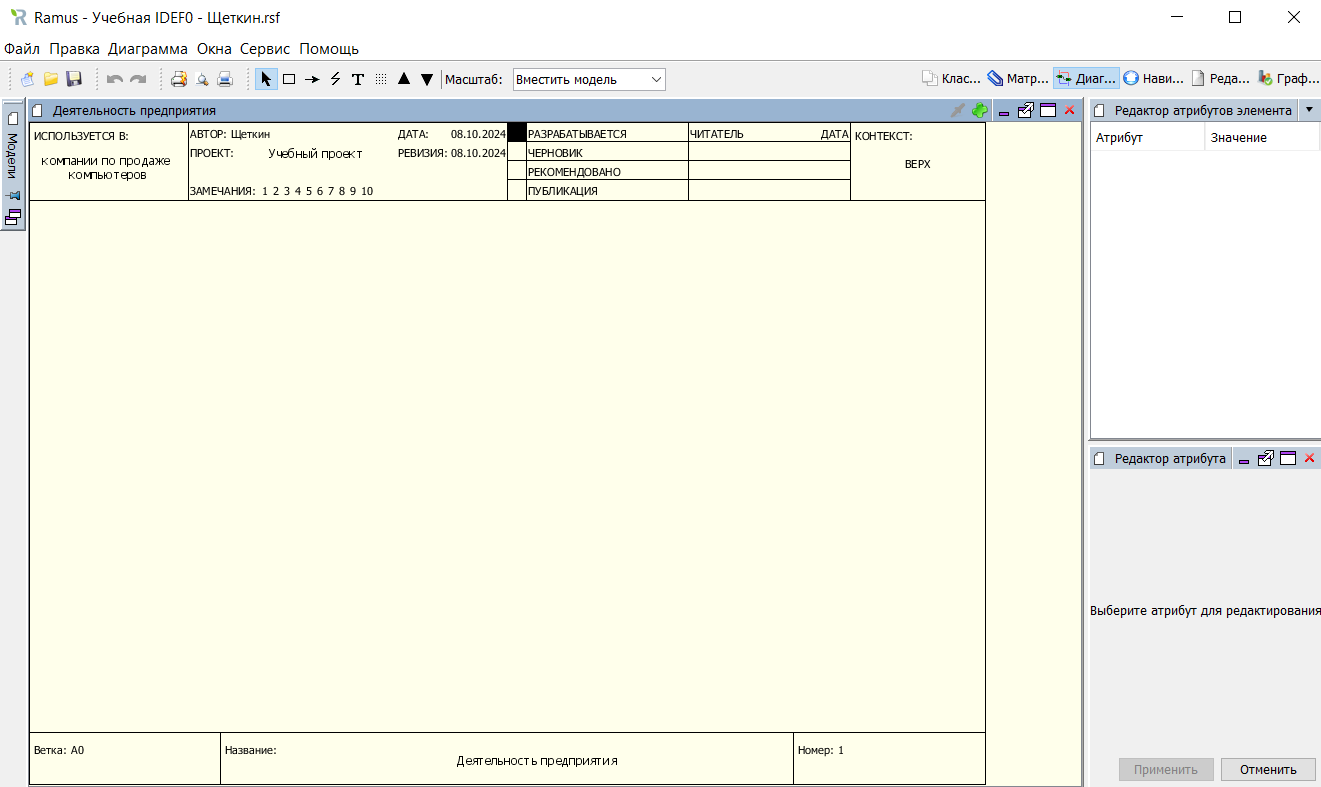 Ramus - Учебная IDEF0 - Щеткин.rsf
Файл Правка Диаграмма Окна Сервис Помощь
T Масштаб: Вместить модель Клас... Матр... Диаг... Нави... Реда... Граф...
Модели
Деятельность предприятия
ИСПОЛЬЗУЕТСЯ В:
компании по продаже
компьютеров
АВТОР: Щеткин ДАТА: 08.10.2024
ПРОЕКТ: Учебный проект РЕВИЗИЯ: 08.10.2024
ЗАМЕЧАНИЯ: 1 2 3 4 5 6 7 8 9 10
РАЗРАБАТЫВАЕТСЯ
ЧЕРНОВИК
РЕКОМЕНДОВАНО
ПУБЛИКАЦИЯ
ЧИТАТЕЛЬ ДАТА
КОНТЕКСТ:
ВЕРХ
Ветка: A0
Название:
Деятельность предприятия
Номер: 1
Редактор атрибутов элемента
Атрибут Значение
Редактор атрибута
Выберите атрибут для редактирования
Применить Отменить